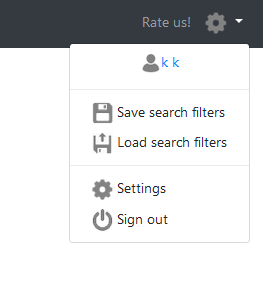 Rate us!
k k
Save search filters
Load search filters
Settings
Sign out